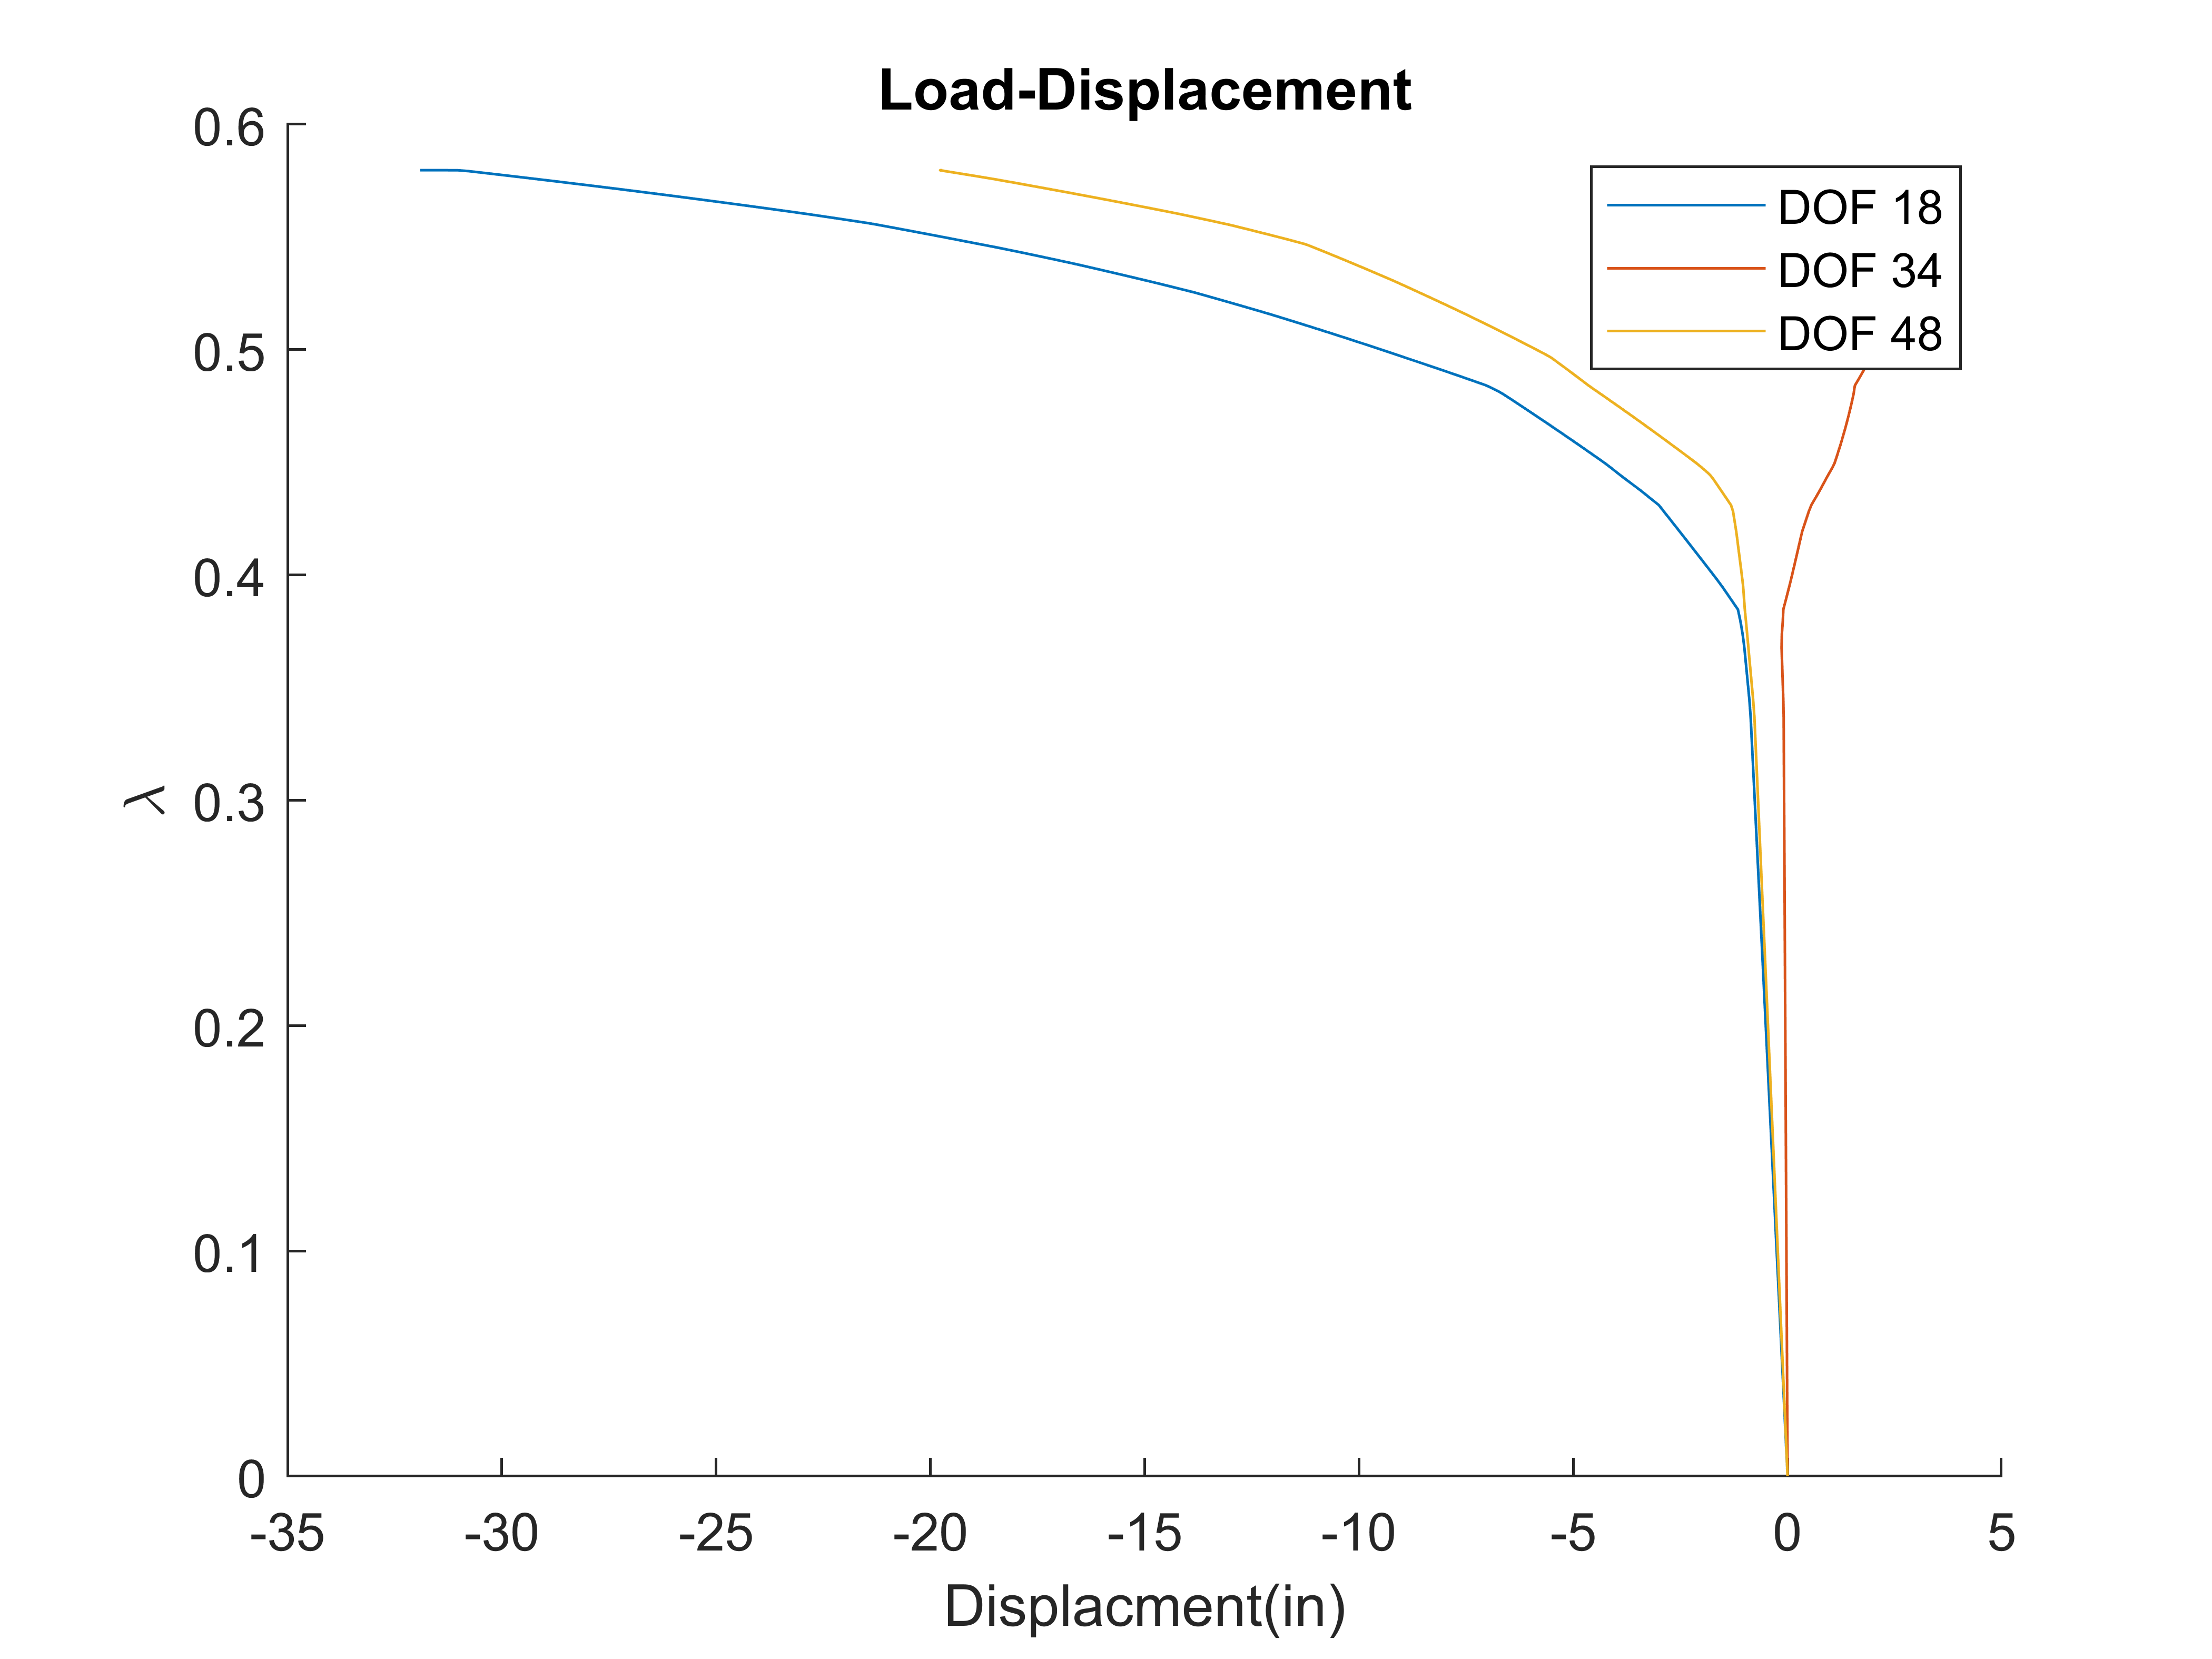 Load-Displacement
0.6
0.5
0.4
0.3
0.2
0.1
0
λ
DOF 18
DOF 34
DOF 48
-35 -30 -25 -20 -15 -10 -5 0 5
Displacment(in)